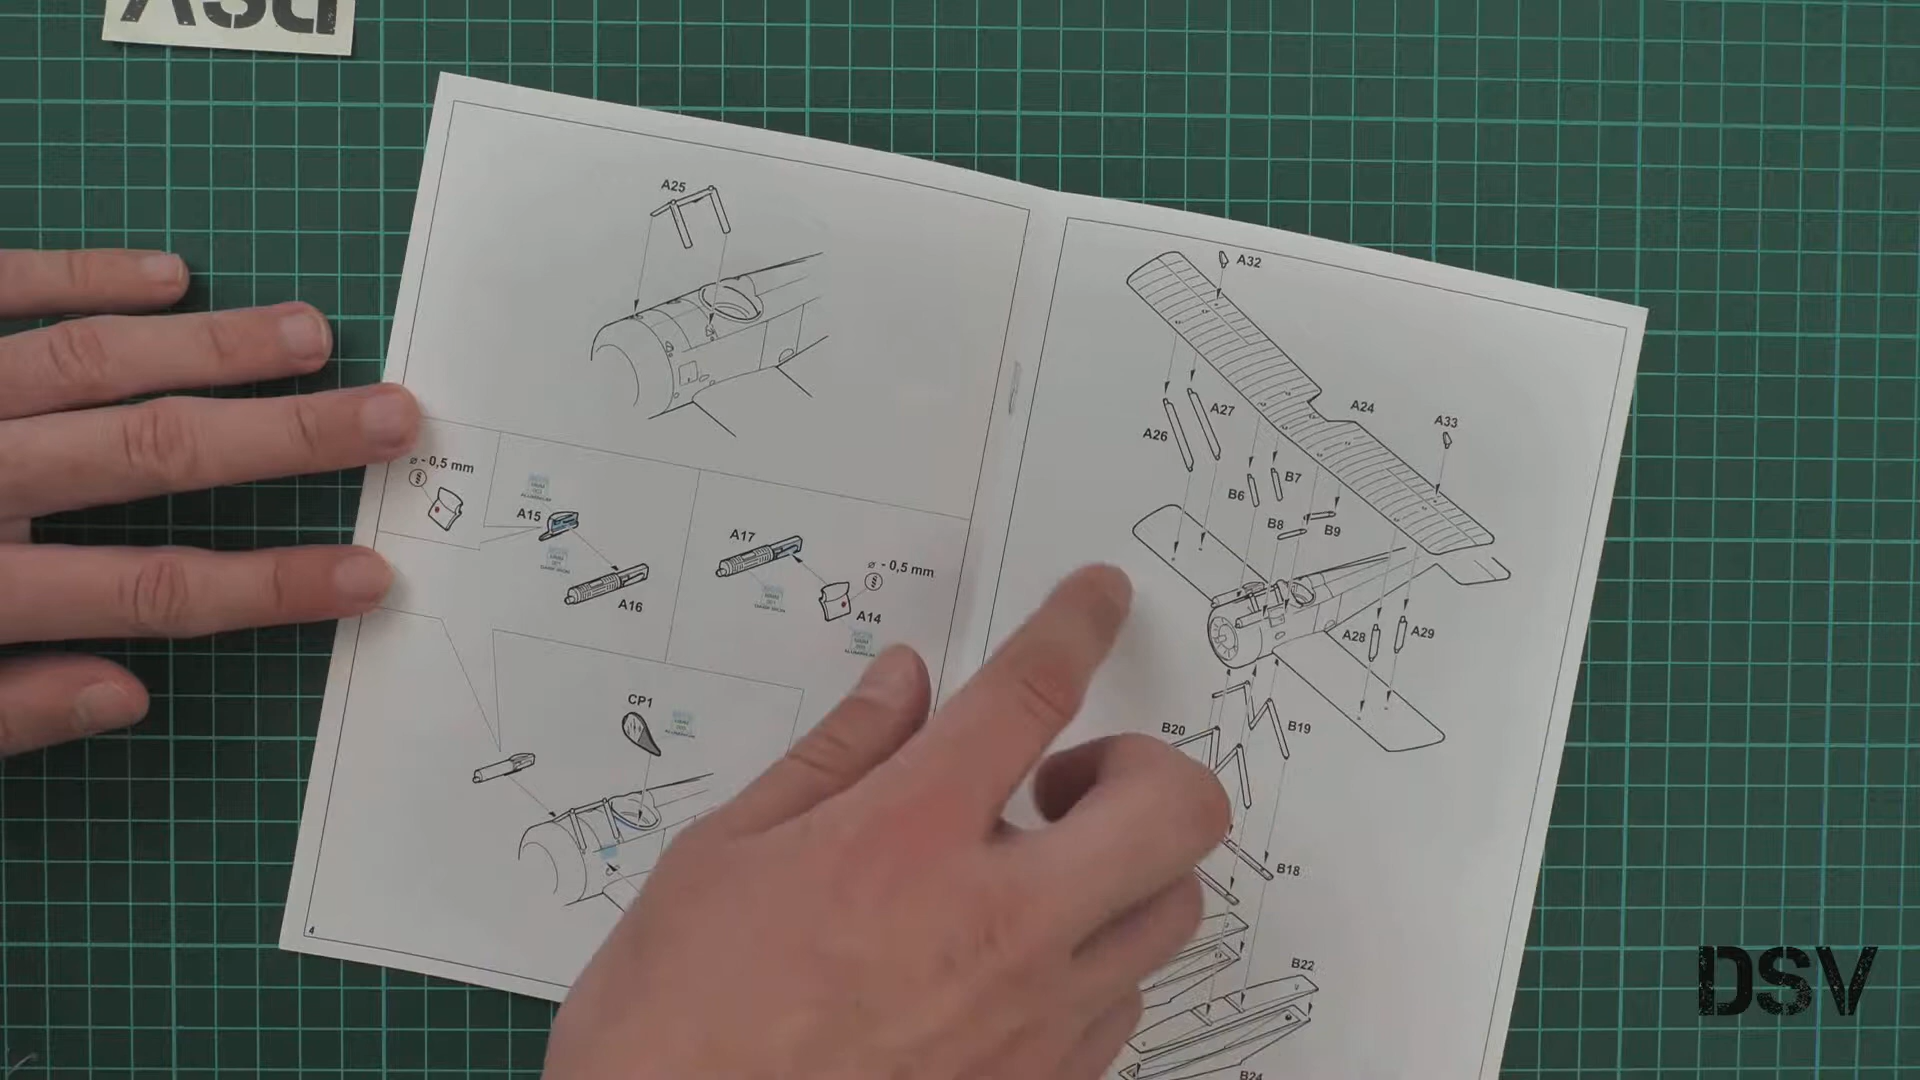 DSV
A25
ø - 0,5 mm
A15
A16
A17
ø - 0,5 mm
A14
CP1
4
A32
A24
A33
A26
A27
B6
B7
B8
B9
A28
A29
B20
B19
B18
B22
B24
DSV